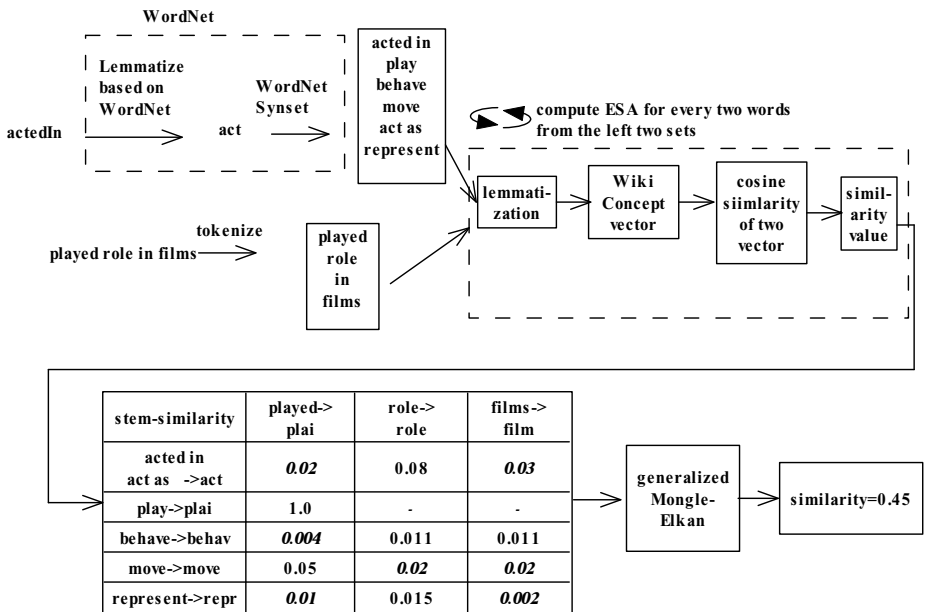 WordNet
Lemmatize
based on
WordNet
WordNet
Synset
actedIn
act
acted in
play
behave
move
act as
represent
compute ESA for every two words
from the left two sets
lemmati-
zation
Wiki
Concept
vector
cosine
siimlarity
of two
vector
simil-
arity
value
tokenize
played role in films
played
role
in
films
stem-similarity
played->
plai
role->
role
films->
film
acted in
act as ->act
0.02
0.08
0.03
play->plai
1.0
-
-
behave->behav
0.004
0.011
0.011
move->move
0.05
0.02
0.02
represent->repr
0.01
0.015
0.002
generalized
Mongle-
Elkan
similarity=0.45